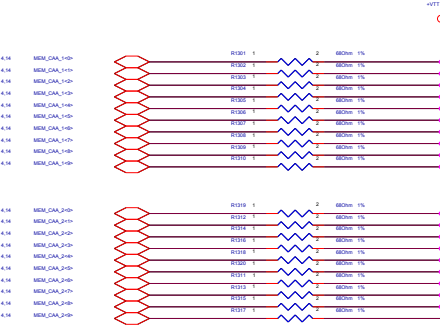 +VTT
R1301 1 2 68Ohm 1%
4,14 MEM_CAA_1<0>
R1302 1 2 68Ohm 1%
4,14 MEM_CAA_1<1>
R1303 1 2 68Ohm 1%
4,14 MEM_CAA_1<2>
R1304 1 2 68Ohm 1%
4,14 MEM_CAA_1<3>
R1305 1 2 68Ohm 1%
4,14 MEM_CAA_1<4>
R1306 1 2 68Ohm 1%
4,14 MEM_CAA_1<5>
R1307 1 2 68Ohm 1%
4,14 MEM_CAA_1<6>
R1308 1 2 68Ohm 1%
4,14 MEM_CAA_1<7>
R1309 1 2 68Ohm 1%
4,14 MEM_CAA_1<8>
R1310 1 2 68Ohm 1%
4,14 MEM_CAA_1<9>
R1319 1 2 68Ohm 1%
4,14 MEM_CAA_2<0>
R1312 1 2 68Ohm 1%
4,14 MEM_CAA_2<1>
R1314 1 2 68Ohm 1%
4,14 MEM_CAA_2<2>
R1316 1 2 68Ohm 1%
4,14 MEM_CAA_2<3>
R1318 1 2 68Ohm 1%
4,14 MEM_CAA_2<4>
R1320 1 2 68Ohm 1%
4,14 MEM_CAA_2<5>
R1311 1 2 68Ohm 1%
4,14 MEM_CAA_2<6>
R1313 1 2 68Ohm 1%
4,14 MEM_CAA_2<7>
R1315 1 2 68Ohm 1%
4,14 MEM_CAA_2<8>
R1317 1 2 68Ohm 1%
4,14 MEM_CAA_2<9>